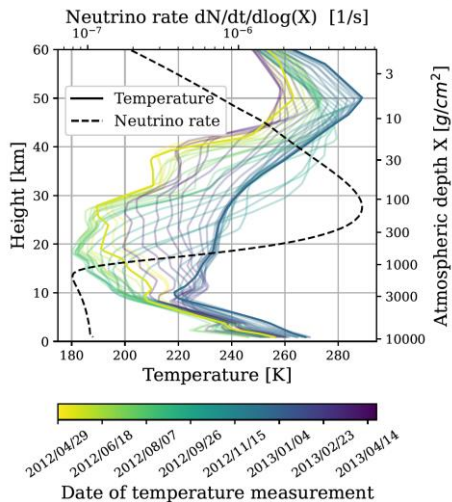 Neutrino rate dN/dt/dlog(X) [1/s]
10⁻⁷ 10⁻⁶
60
50
40
30
20
10
0
Height [km]
Temperature
Neutrino rate
3
10
30
100
300
1000
3000
10000
Atmospheric depth X [g/cm²]
180 200 220 240 260 280
Temperature [K]
2012/04/29 2012/06/18 2012/08/07 2012/09/26 2012/11/15 2013/01/04 2013/02/23 2013/04/14
Date of temperature measurement